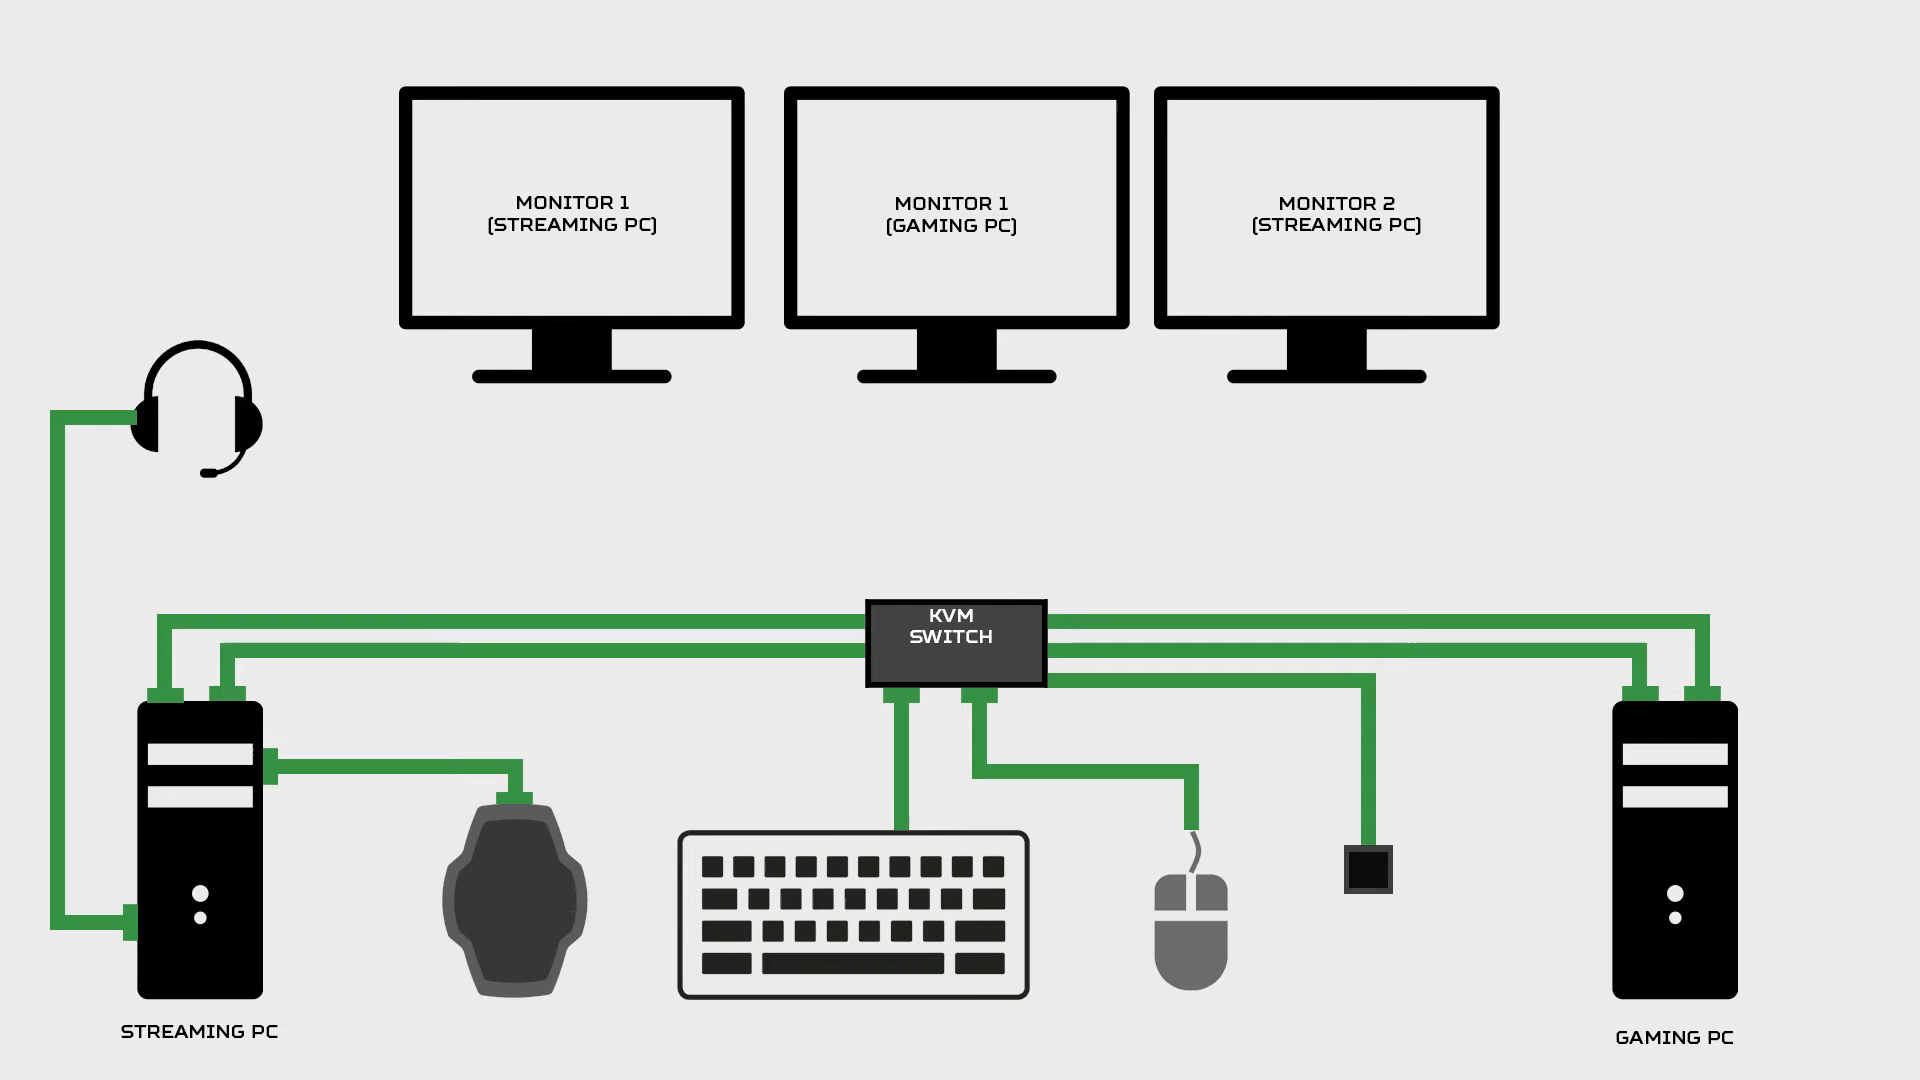 MONITOR 1
(STREAMING PC)
MONITOR 1
(GAMING PC)
MONITOR 2
(STREAMING PC)
KVM
SWITCH
STREAMING PC
GAMING PC